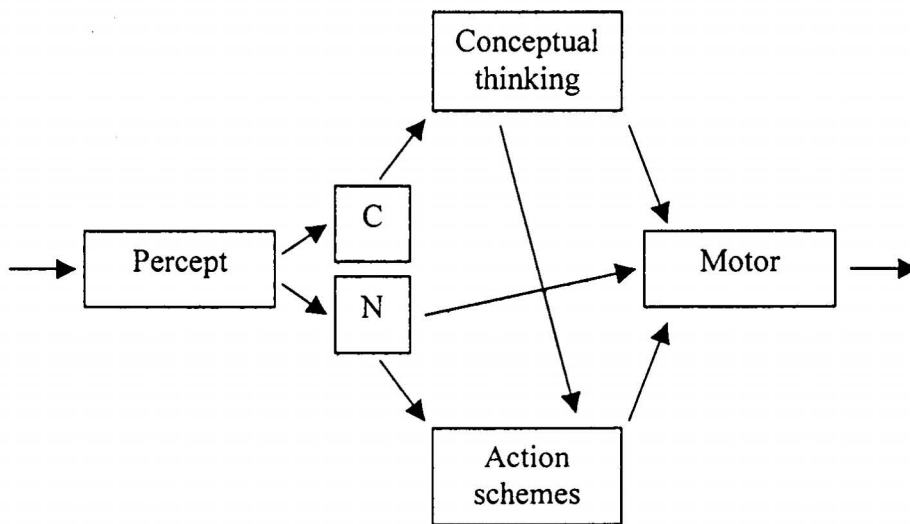 Conceptual
thinking
C
Percept
Motor
N
Action
schemes